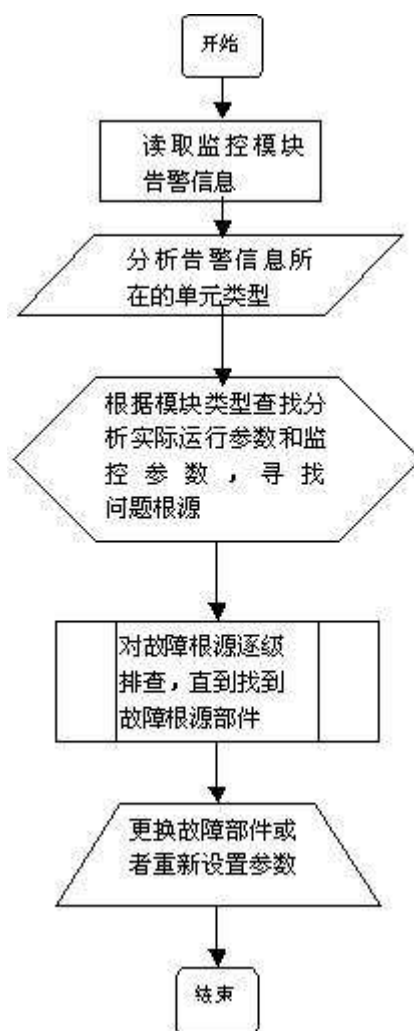 开始
读取监控模块
告警信息
分析告警信息所
在的单元类型
根据模块类型查找分
析实际运行参数和监
控参数，寻找
问题根源
对故障根源逐级
排查，直到找到
故障根源部件
更换故障部件或
者重新设置参数
结束